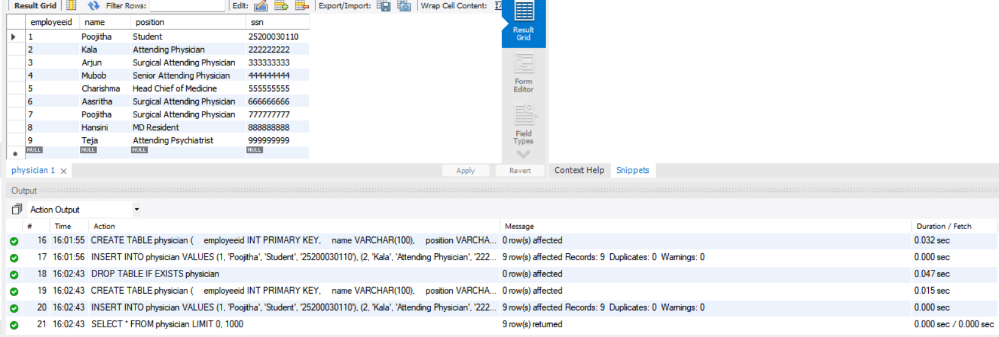 Result Grid Filter Rows: Edit: Export/Import: Wrap Cell Content:
employeeid name position ssn
1 Poojitha Student 25200030110
2 Kala Attending Physician 222222222
3 Arjun Surgical Attending Physician 333333333
4 Mubob Senior Attending Physician 444444444
5 Charishma Head Chief of Medicine 555555555
6 Aasritha Surgical Attending Physician 666666666
7 Poojitha Surgical Attending Physician 777777777
8 Hansini MD Resident 888888888
9 Teja Attending Psychiatrist 999999999
NULL NULL NULL NULL
Result
Grid
Form
Editor
Field
Types
physician 1 Apply Revert Context Help Snippets
Output
Action Output
# Time Action Message Duration / Fetch
16 16:01:55 CREATE TABLE physician ( employeeid INT PRIMARY KEY, name VARCHAR(100), position VARCHA... 0 row(s) affected 0.032 sec
17 16:01:56 INSERT INTO physician VALUES (1, 'Poojitha', 'Student', '25200030110'), (2, 'Kala', 'Attending Physician', '222... 9 row(s) affected Records: 9 Duplicates: 0 Warnings: 0 0.000 sec
18 16:02:43 DROP TABLE IF EXISTS physician 0 row(s) affected 0.047 sec
19 16:02:43 CREATE TABLE physician ( employeeid INT PRIMARY KEY, name VARCHAR(100), position VARCHA... 0 row(s) affected 0.015 sec
20 16:02:43 INSERT INTO physician VALUES (1, 'Poojitha', 'Student', '25200030110'), (2, 'Kala', 'Attending Physician', '222... 9 row(s) affected Records: 9 Duplicates: 0 Warnings: 0 0.000 sec
21 16:02:43 SELECT * FROM physician LIMIT 0, 1000 9 row(s) returned 0.000 sec / 0.000 sec